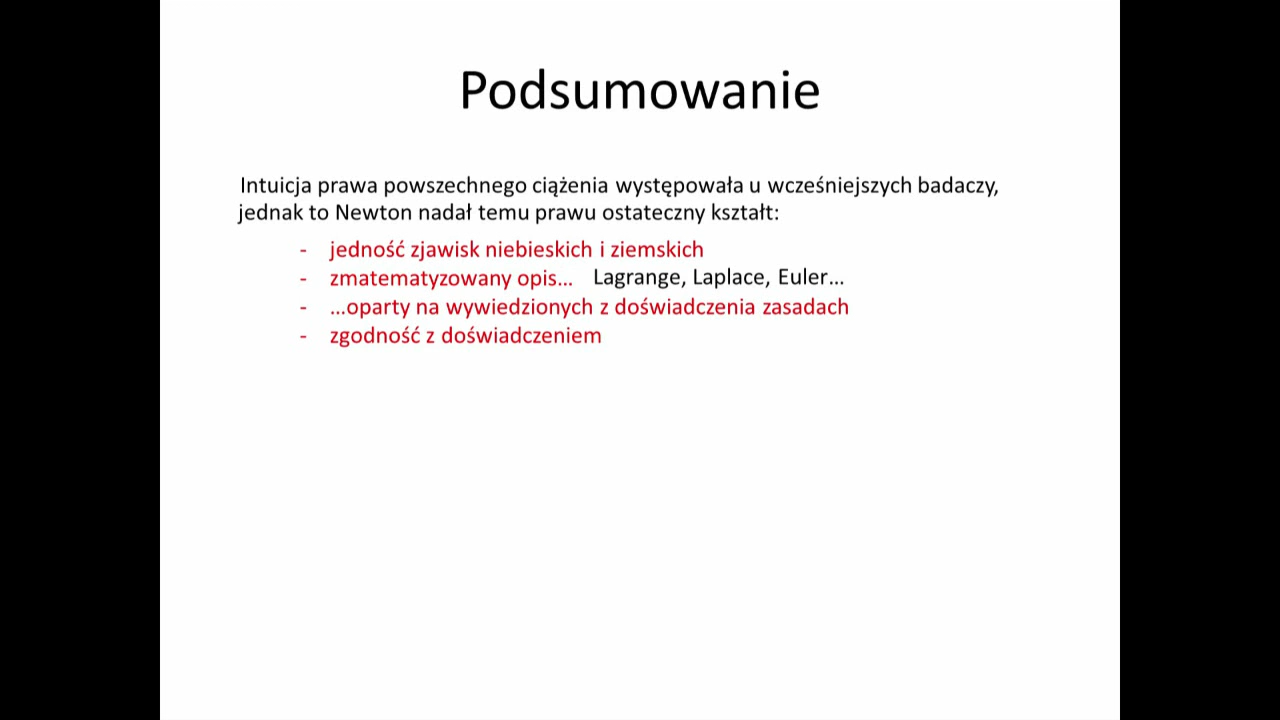 Podsumowanie
Intuicja prawa powszechnego ciążenia występowała u wcześniejszych badaczy,
jednak to Newton nadał temu prawu ostateczny kształt:
- jedność zjawisk niebieskich i ziemskich
- zmatematyzowany opis... Lagrange, Laplace, Euler...
- ...oparty na wywiedzionych z doświadczenia zasadach
- zgodność z doświadczeniem